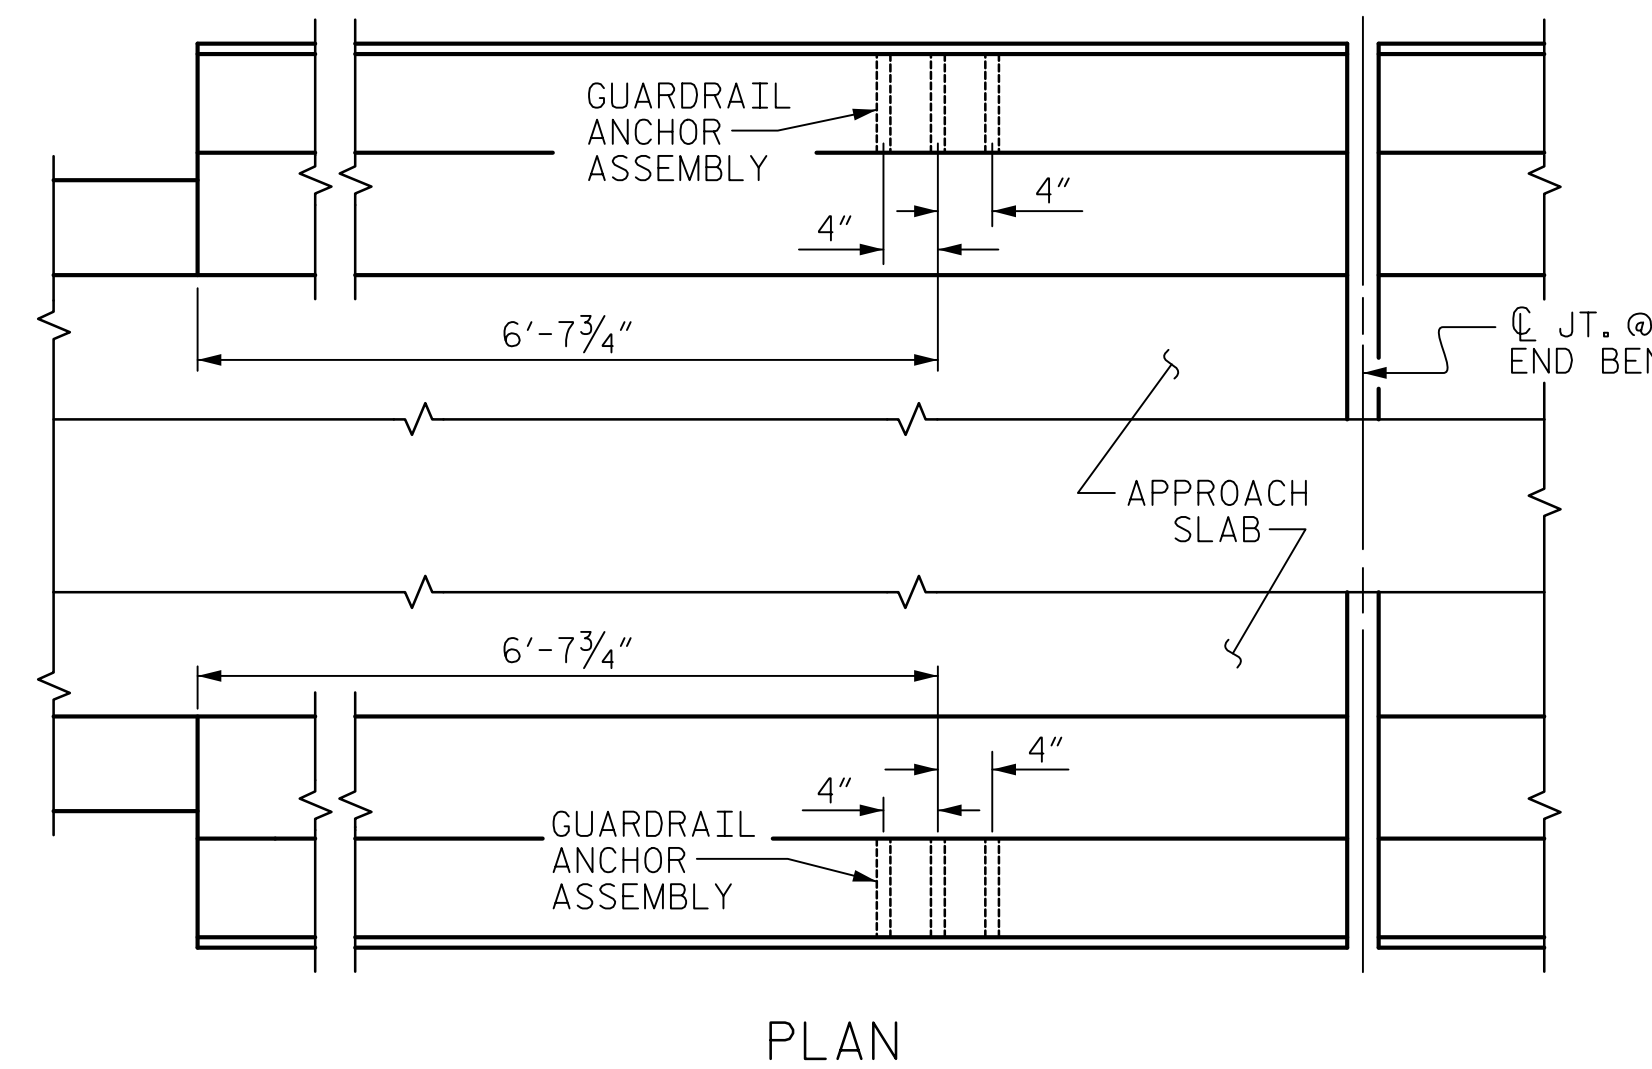 GUARDRAIL
ANCHOR
ASSEMBLY
4"
4"
6'-7¾"
℄ JT. @
END BEN
APPROACH
SLAB
6'-7¾"
4"
4"
GUARDRAIL
ANCHOR
ASSEMBLY
PLAN